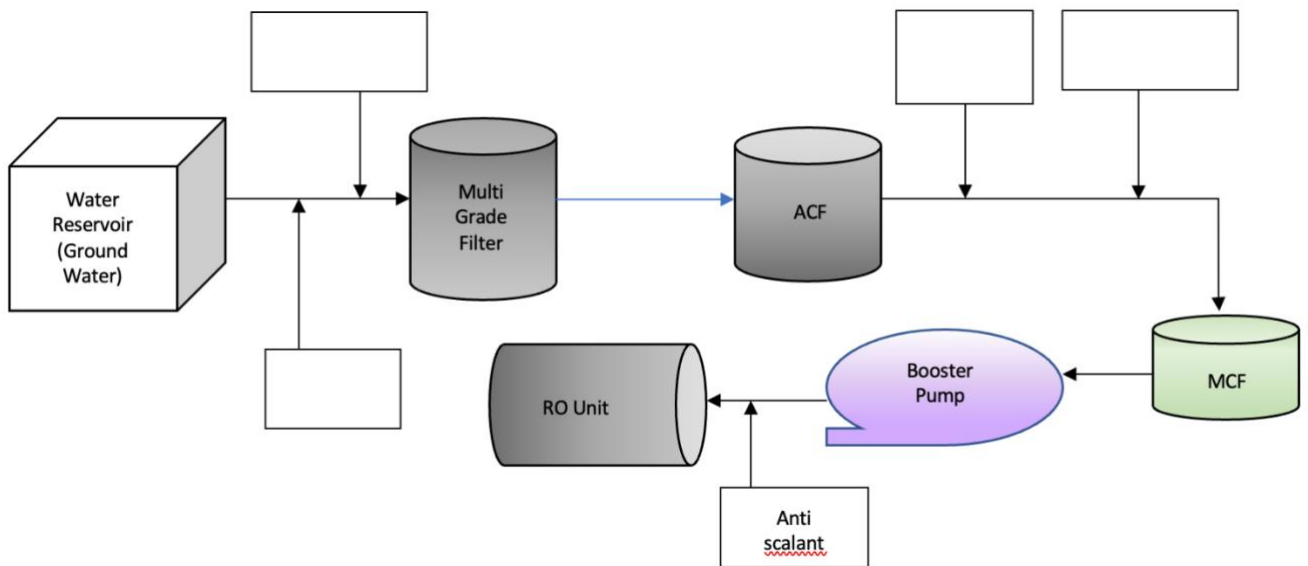 Water
Reservoir
(Ground
Water)
Multi
Grade
Filter
ACF
MCF
Booster
Pump
RO Unit
Anti
scalant